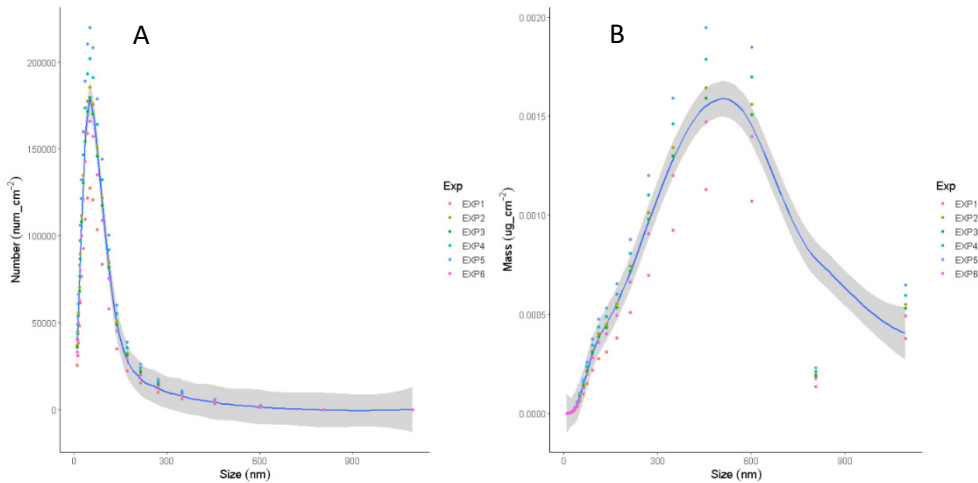 A
200000
150000
100000
50000
0
Number (num_cm⁻²)
0 300 600 900
Size (nm)
Exp
EXP1
EXP2
EXP3
EXP4
EXP5
EXP6
B
0.0020
0.0015
0.0010
0.0005
0.0000
Mass (ug_cm⁻²)
0 300 600 900
Size (nm)
Exp
EXP1
EXP2
EXP3
EXP4
EXP5
EXP6